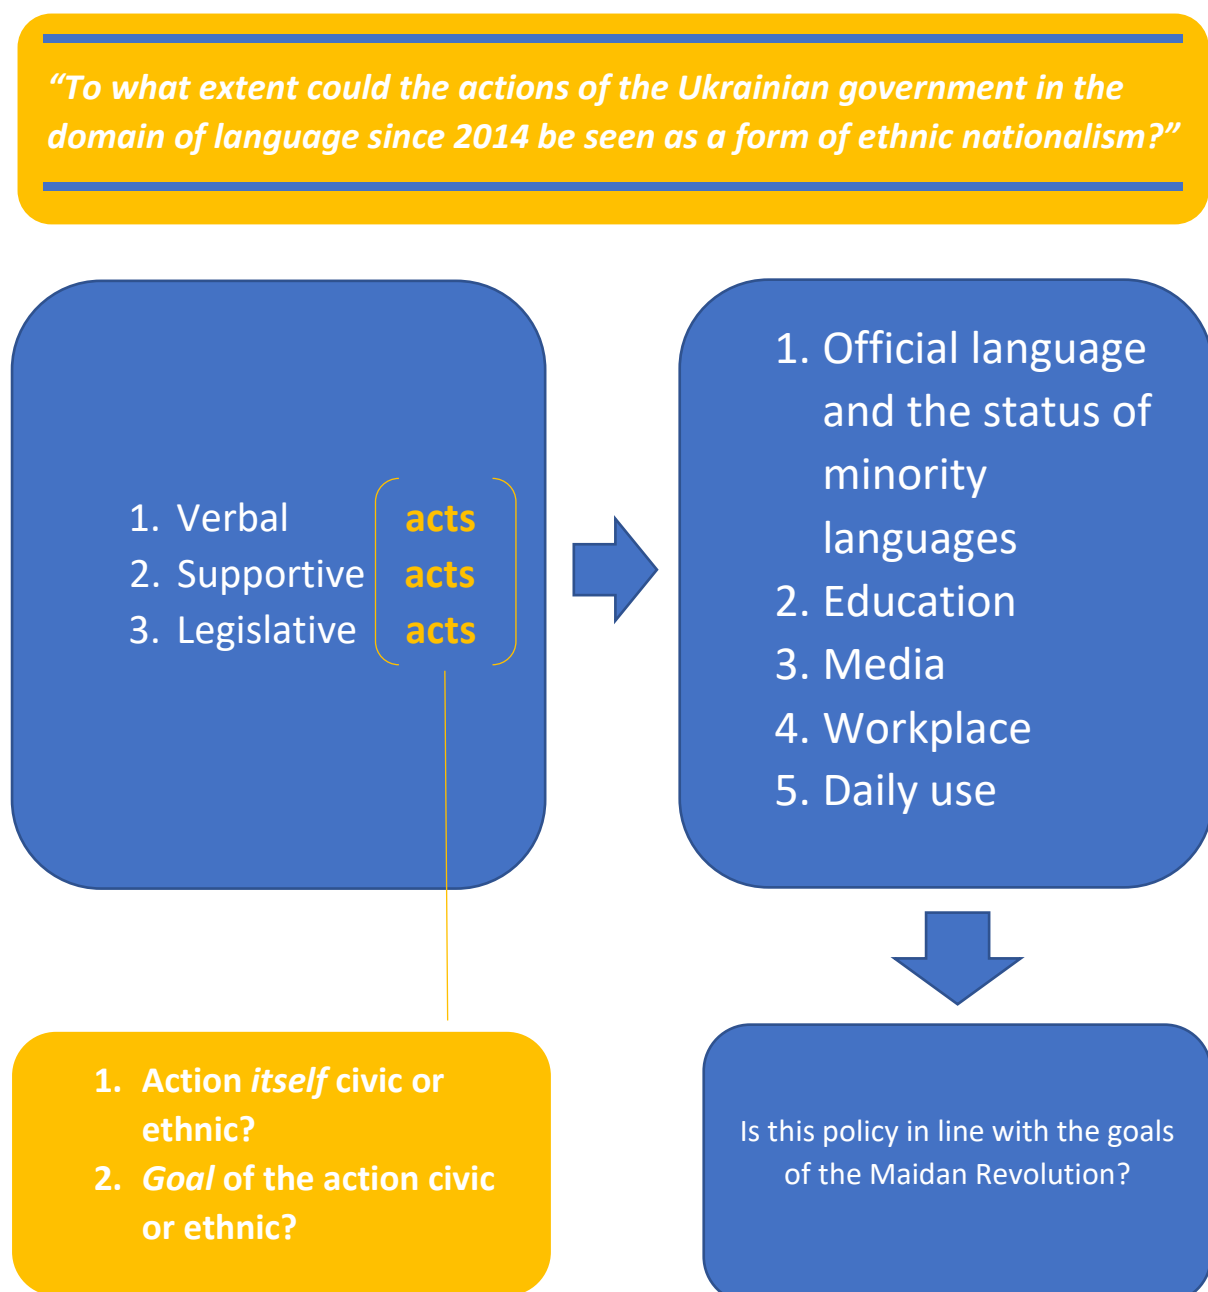 “To what extent could the actions of the Ukrainian government in the
domain of language since 2014 be seen as a form of ethnic nationalism?”
1. Verbal acts
2. Supportive acts
3. Legislative acts
1. Official language
and the status of
minority
languages
2. Education
3. Media
4. Workplace
5. Daily use
1. Action itself civic or
ethnic?
2. Goal of the action civic
or ethnic?
Is this policy in line with the goals
of the Maidan Revolution?